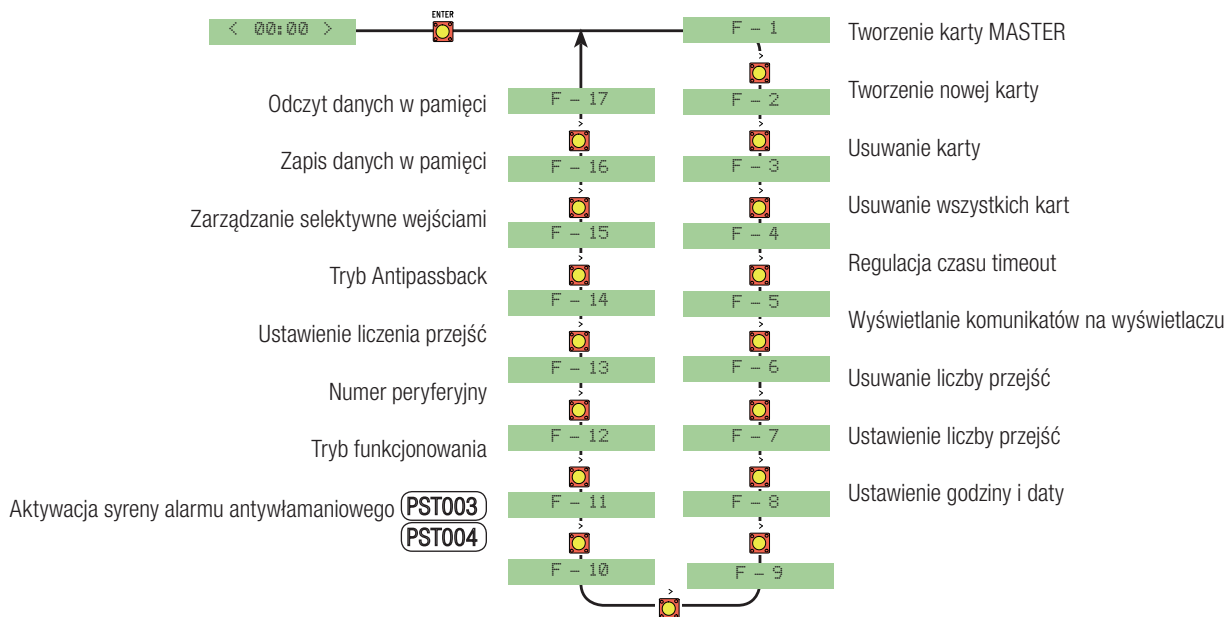 ENTER
< 00:00 >
F - 1
Tworzenie karty MASTER
>
F - 2
Tworzenie nowej karty
>
F - 3
Usuwanie karty
>
F - 4
Usuwanie wszystkich kart
>
F - 5
Regulacja czasu timeout
>
F - 6
Wyświetlanie komunikatów na wyświetlaczu
>
F - 7
Usuwanie liczby przejść
>
F - 8
Ustawienie liczby przejść
>
F - 9
Ustawienie godziny i daty
>
F - 10
>
Aktywacja syreny alarmu antywłamaniowego PST003
PST004
F - 11
>
Tryb funkcjonowania
F - 12
>
Numer peryferyjny
F - 13
>
Ustawienie liczenia przejść
F - 14
>
Tryb Antipassback
F - 15
>
Zarządzanie selektywne wejściami
F - 16
>
Zapis danych w pamięci
F - 17
Odczyt danych w pamięci